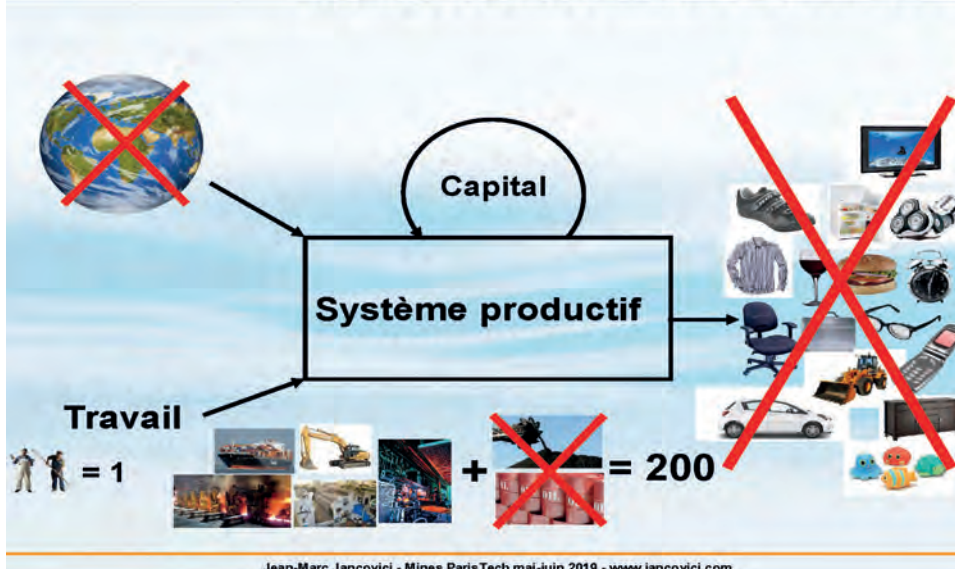 Capital
Système productif
Travail
= 1
+
= 200
Jean-Marc Jancovici - Mines ParisTech mai-juin 2019 - www.jancovici.com